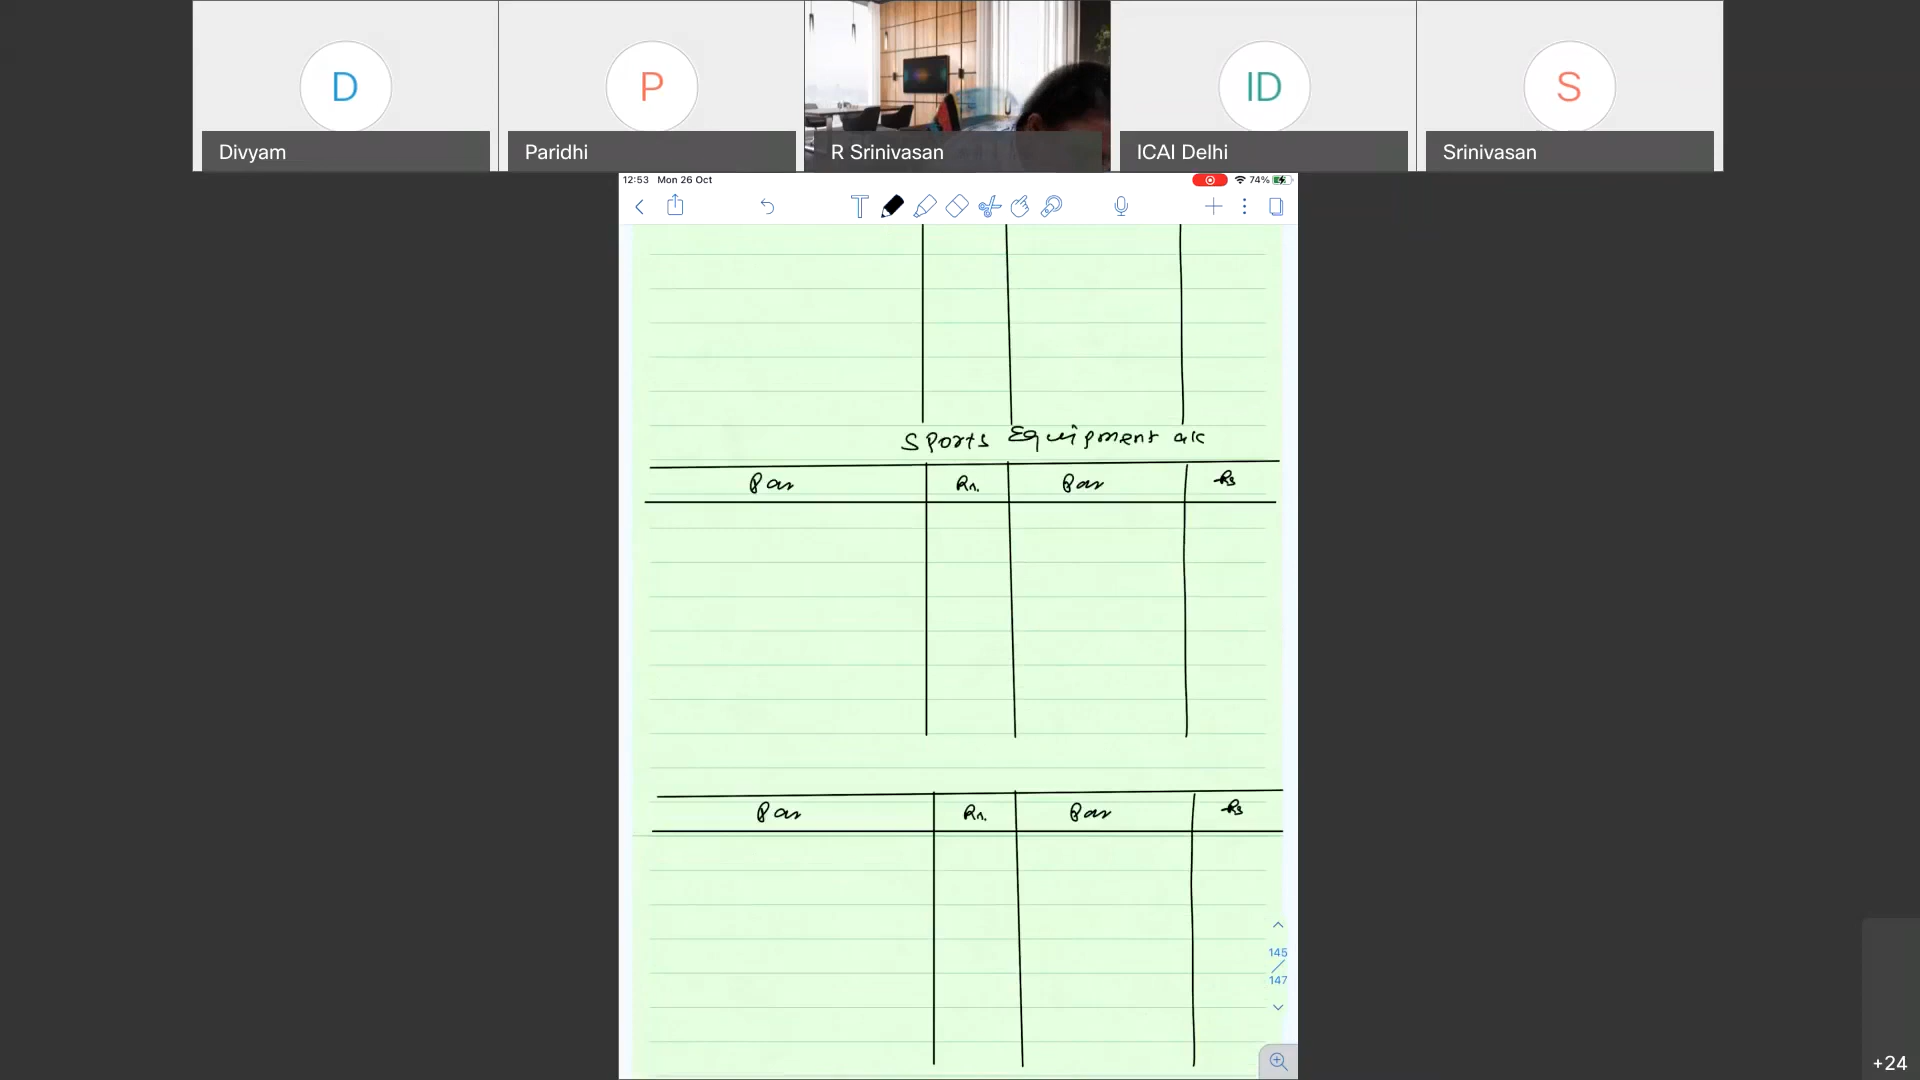 D
P
ID
S
Divyam
Paridhi
R Srinivasan
ICAI Delhi
Srinivasan
12:53 Mon 26 Oct
74%
T
Sports Equipment a/c
Par Rs. Par Rs
Par Rs. Par Rs
145
147
+24